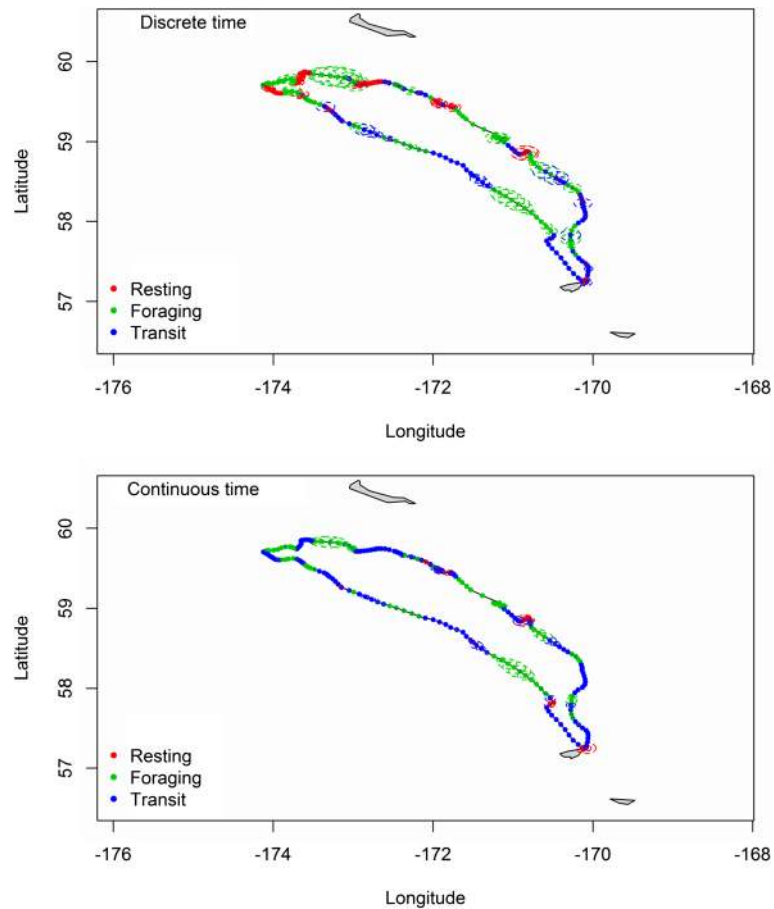 Discrete time
60
59
58
57
Latitude
Resting
Foraging
Transit
-176
-174
-172
-170
-168
Longitude
Continuous time
60
59
58
57
Latitude
Resting
Foraging
Transit
-176
-174
-172
-170
-168
Longitude